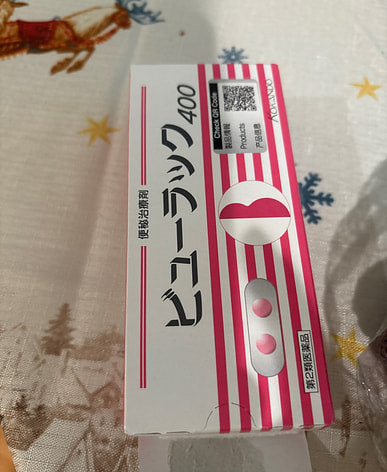 便秘治療剤
ビューラック400
Check QR Code
製品情報
Products
产品信息
KOKANDO
第2類医薬品